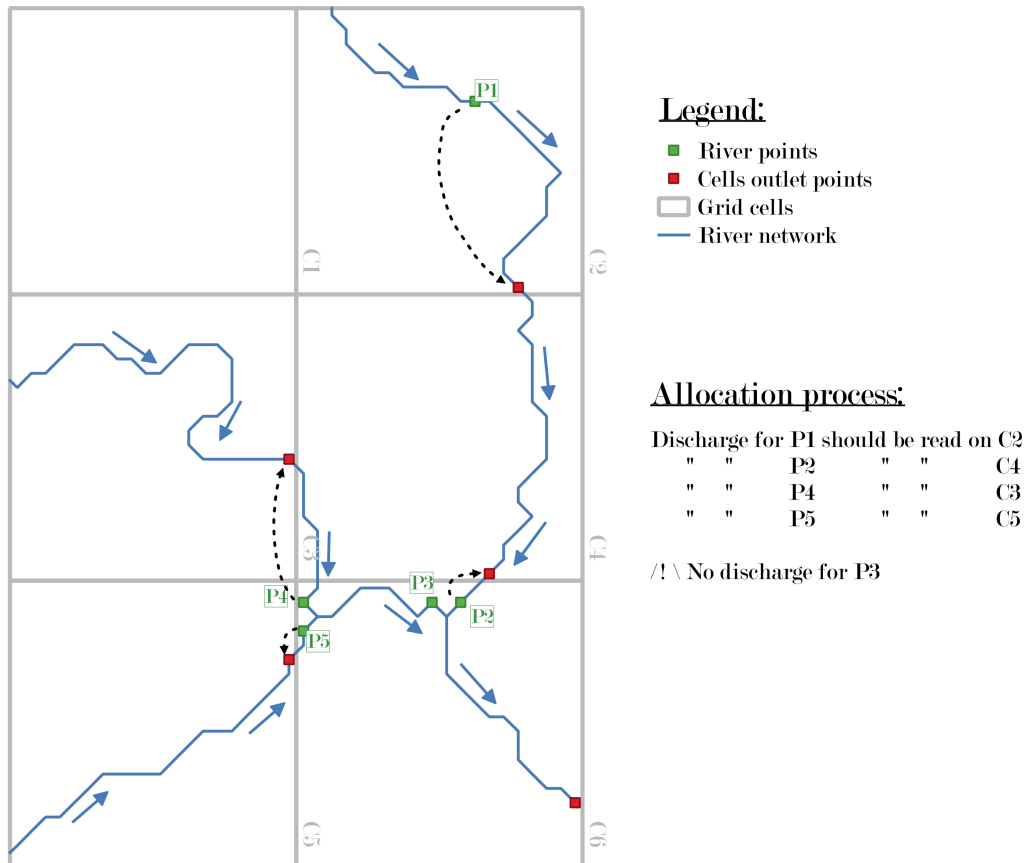 P1
Legend:
River points
Cells outlet points
Grid cells
River network
C1
C2
Allocation process:
Discharge for P1 should be read on C2
" " P2 " " C4
" " P4 " " C3
" " P5 " " C5
/!\ No discharge for P3
C3
C4
P3
P4
P2
P5
C5
C6